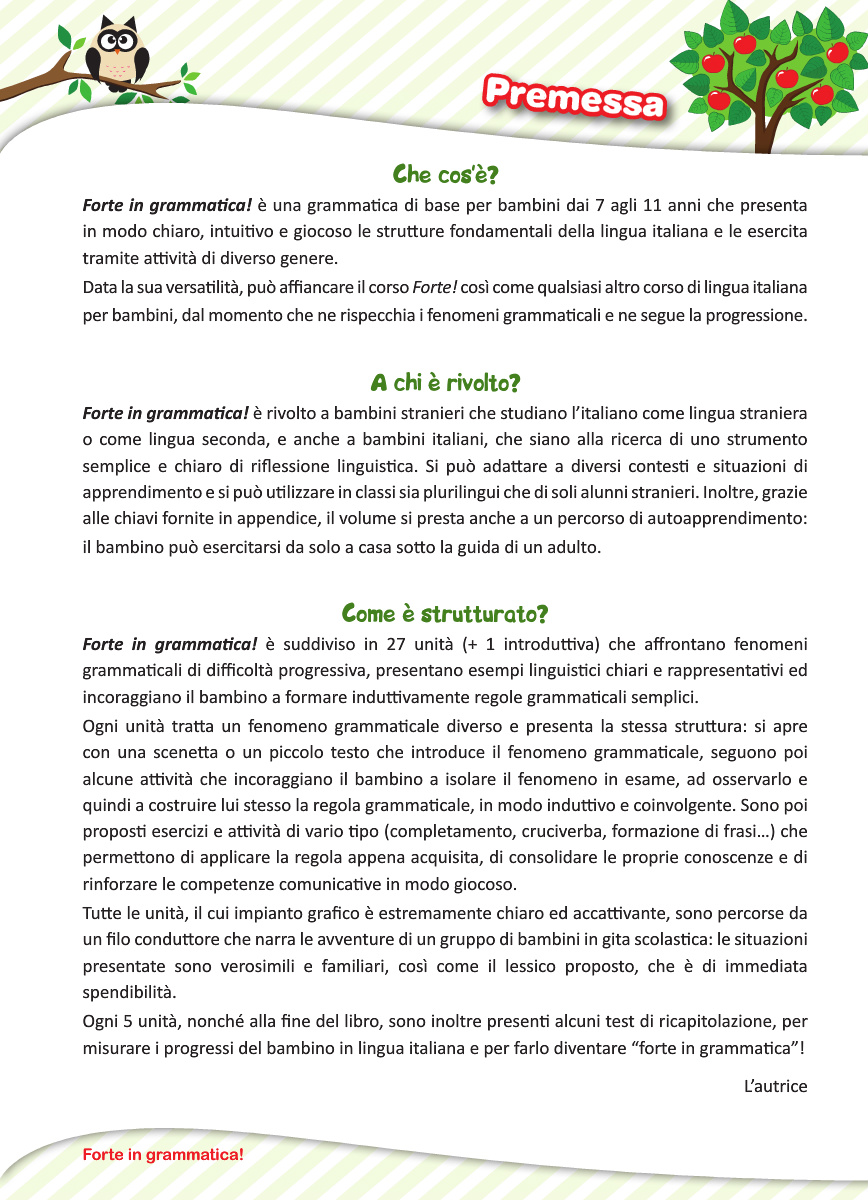 Premessa
Che cos'è?
Forte in grammatica! è una grammatica di base per bambini dai 7 agli 11 anni che presenta
in modo chiaro, intuitivo e giocoso le strutture fondamentali della lingua italiana e le esercita
tramite attività di diverso genere.
Data la sua versatilità, può affiancare il corso Forte! così come qualsiasi altro corso di lingua italiana
per bambini, dal momento che ne rispecchia i fenomeni grammaticali e ne segue la progressione.
A chi è rivolto?
Forte in grammatica! è rivolto a bambini stranieri che studiano l'italiano come lingua straniera
o come lingua seconda, e anche a bambini italiani, che siano alla ricerca di uno strumento
semplice e chiaro di riflessione linguistica. Si può adattare a diversi contesti e situazioni di
apprendimento e si può utilizzare in classi sia plurilingui che di soli alunni stranieri. Inoltre, grazie
alle chiavi fornite in appendice, il volume si presta anche a un percorso di autoapprendimento:
il bambino può esercitarsi da solo a casa sotto la guida di un adulto.
Come è strutturato?
Forte in grammatica! è suddiviso in 27 unità (+ 1 introduttiva) che affrontano fenomeni
grammaticali di difficoltà progressiva, presentano esempi linguistici chiari e rappresentativi ed
incoraggiano il bambino a formare induttivamente regole grammaticali semplici.
Ogni unità tratta un fenomeno grammaticale diverso e presenta la stessa struttura: si apre
con una scenetta o un piccolo testo che introduce il fenomeno grammaticale, seguono poi
alcune attività che incoraggiano il bambino a isolare il fenomeno in esame, ad osservarlo e
quindi a costruire lui stesso la regola grammaticale, in modo induttivo e coinvolgente. Sono poi
proposti esercizi e attività di vario tipo (completamento, cruciverba, formazione di frasi…) che
permettono di applicare la regola appena acquisita, di consolidare le proprie conoscenze e di
rinforzare le competenze comunicative in modo giocoso.
Tutte le unità, il cui impianto grafico è estremamente chiaro ed accattivante, sono percorse da
un filo conduttore che narra le avventure di un gruppo di bambini in gita scolastica: le situazioni
presentate sono verosimili e familiari, così come il lessico proposto, che è di immediata
spendibilità.
Ogni 5 unità, nonché alla fine del libro, sono inoltre presenti alcuni test di ricapitolazione, per
misurare i progressi del bambino in lingua italiana e per farlo diventare “forte in grammatica”!
L'autrice
Forte in grammatica!